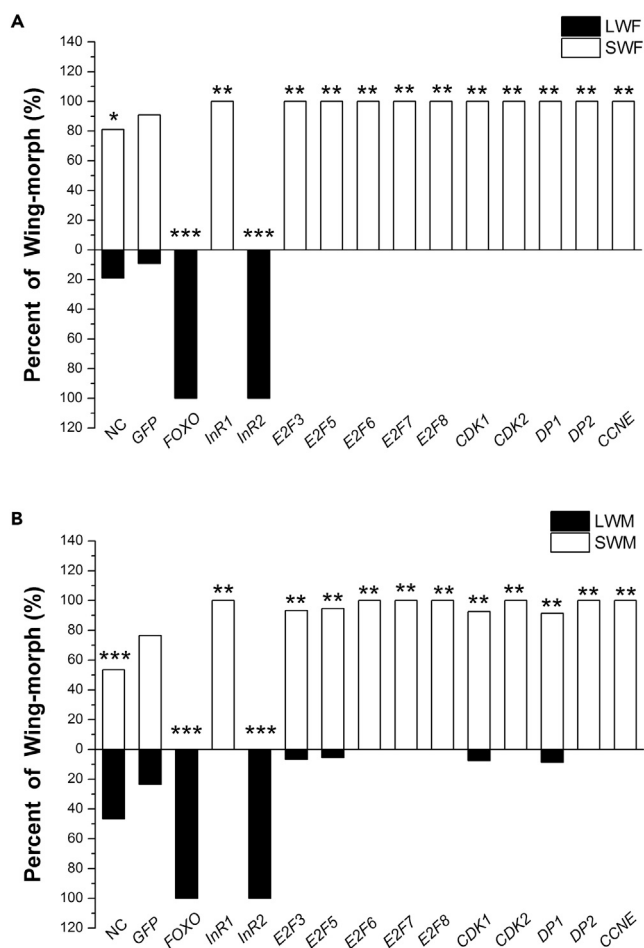 A
LWF
SWF
Percent of Wing-morph (%)
140
120
100
80
60
40
20
0
20
40
60
80
100
120
* ** ** ** ** ** ** ** ** ** ** **
*** ***
NC GFP FOXO InR1 InR2 E2F3 E2F5 E2F6 E2F7 E2F8 CDK1 CDK2 DP1 DP2 CCNE
B
LWM
SWM
Percent of Wing-morph (%)
140
120
100
80
60
40
20
0
20
40
60
80
100
120
*** ** ** ** ** ** ** ** ** ** ** **
*** ***
NC GFP FOXO InR1 InR2 E2F3 E2F5 E2F6 E2F7 E2F8 CDK1 CDK2 DP1 DP2 CCNE